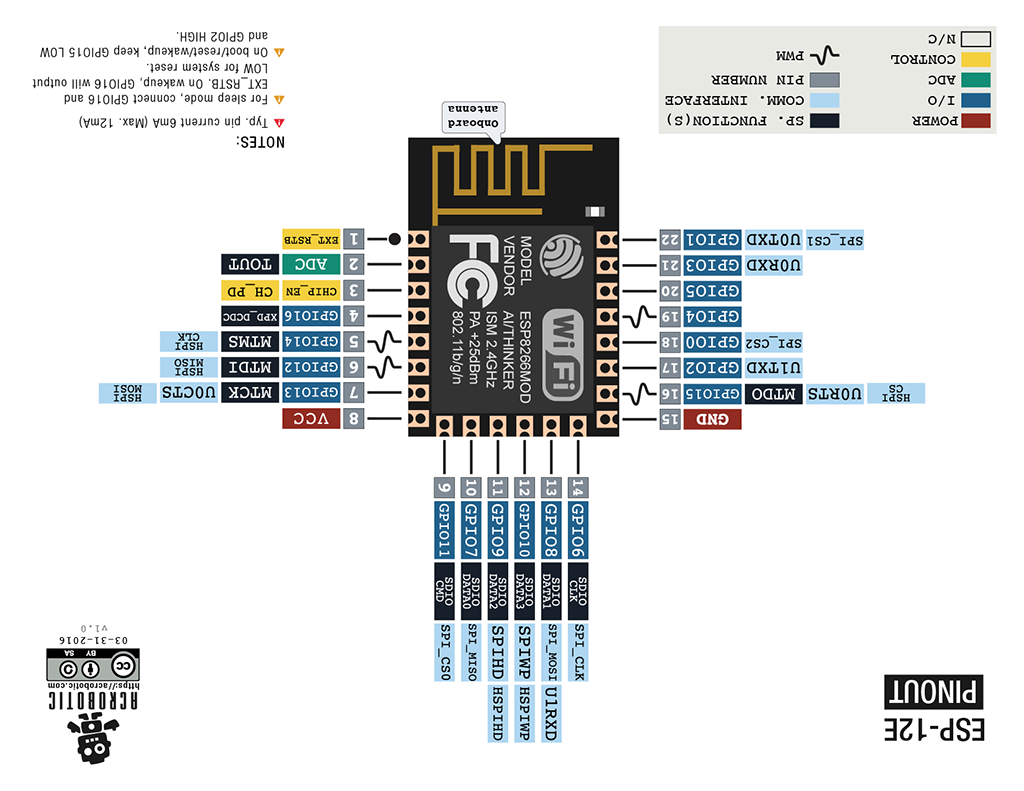 ESP-12E
PINOUT
ACROBOTIC
https://acrobotic.com
cc BY SA
03-31-2016
v1.0
GPIO11 SDIO CMD SPI_CS0
9
GPIO7 SDIO DATA0 SPI_MISO
10
GPIO9 SDIO DATA2 SPIHD HSPIHD
11
GPIO10 SDIO DATA3 SPIWP HSPIWP
12
GPIO8 SDIO DATA1 SPI_MOSI U1RXD
13
GPIO6 SDIO CLK SPI_CLK
14
15 GND
16 GPIO15 MTDO U0RTS HSPI CS
17 GPIO2 U1TXD
18 GPIO0 SPI_CS2
19 GPIO4
20 GPIO5
21 GPIO3 U0RXD
22 GPIO1 U0TXD SPI_CS1
8 VCC
7 GPIO13 MTCK U0CTS HSPI MOSI
6 GPIO12 MTDI HSPI MISO
5 GPIO14 MTMS HSPI CLK
4 GPIO16 XPD_DCDC
3 CHIP_EN CH_PD
2 ADC TOUT
1 EXT_RSTB
MODEL ESP8266MOD
VENDOR AI/THINKER
ISM 2.4GHz
PA +25dBm
802.11b/g/n
FC
Wi Fi
Onboard
antenna
POWER
I/O
ADC
CONTROL
N/C
SP. FUNCTION(S)
COMM. INTERFACE
PIN NUMBER
PWM
NOTES:
Typ. pin current 6mA (Max. 12mA)
For sleep mode, connect GPIO16 and
EXT_RSTB. On wakeup, GPIO16 will output
LOW for system reset.
On boot/reset/wakeup, keep GPIO15 LOW
and GPIO2 HIGH.